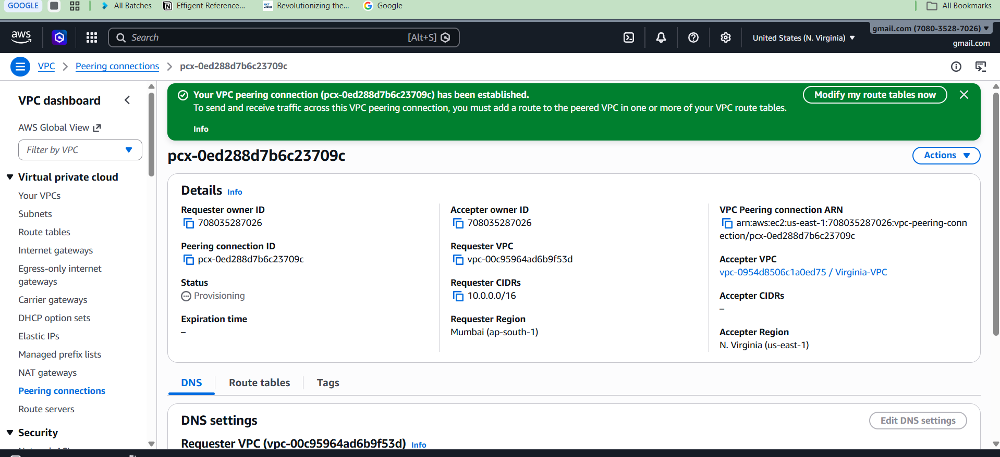 GOOGLE
All Batches
Effigent Reference...
NXT WAVE
Revolutionizing the...
Google
All Bookmarks
aws
Search
[Alt+S]
United States (N. Virginia)
gmail.com (7080-3528-7026)
gmail.com
VPC
Peering connections
pcx-0ed288d7b6c23709c
VPC dashboard
AWS Global View
Filter by VPC
Virtual private cloud
Your VPCs
Subnets
Route tables
Internet gateways
Egress-only internet
gateways
Carrier gateways
DHCP option sets
Elastic IPs
Managed prefix lists
NAT gateways
Peering connections
Route servers
Security
Your VPC peering connection (pcx-0ed288d7b6c23709c) has been established.
To send and receive traffic across this VPC peering connection, you must add a route to the peered VPC in one or more of your VPC route tables.
Info
Modify my route tables now
pcx-0ed288d7b6c23709c
Actions
Details Info
Requester owner ID
708035287026
Peering connection ID
pcx-0ed288d7b6c23709c
Status
Provisioning
Expiration time
–
Accepter owner ID
708035287026
Requester VPC
vpc-00c95964ad6b9f53d
Requester CIDRs
10.0.0.0/16
Requester Region
Mumbai (ap-south-1)
VPC Peering connection ARN
arn:aws:ec2:us-east-1:708035287026:vpc-peering-conn
ection/pcx-0ed288d7b6c23709c
Accepter VPC
vpc-0954d8506c1a0ed75 / Virginia-VPC
Accepter CIDRs
–
Accepter Region
N. Virginia (us-east-1)
DNS
Route tables
Tags
DNS settings
Edit DNS settings
Requester VPC (vpc-00c95964ad6b9f53d) Info